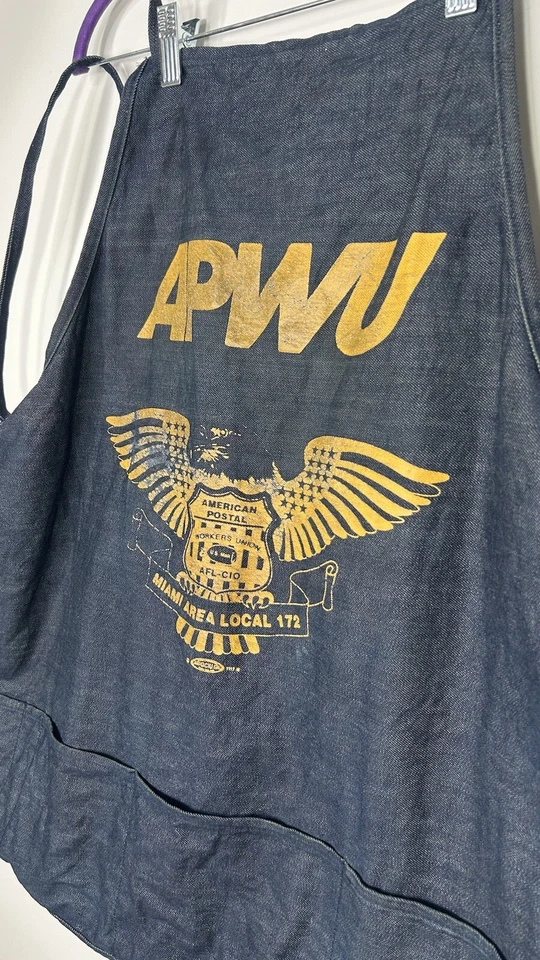 APWU
AMERICAN
POSTAL
WORKERS UNION
AFL-CIO
MIAMI AREA LOCAL 172